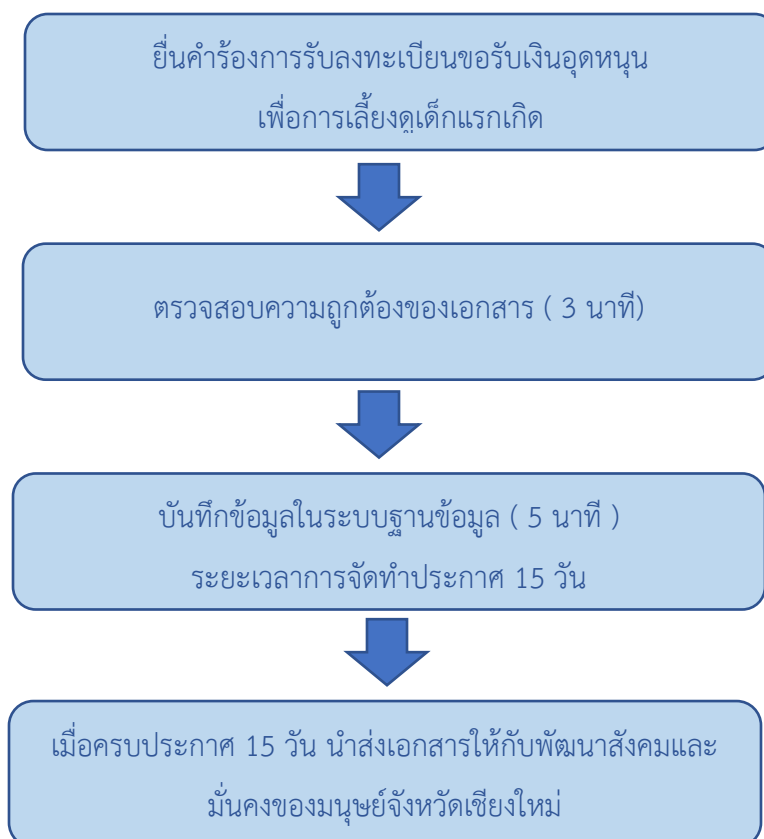 ยื่นคำร้องการรับลงทะเบียนขอรับเงินอุดหนุน
เพื่อการเลี้ยงดูเด็กแรกเกิด
ตรวจสอบความถูกต้องของเอกสาร ( 3 นาที)
บันทึกข้อมูลในระบบฐานข้อมูล ( 5 นาที )
ระยะเวลาการจัดทำประกาศ 15 วัน
เมื่อครบประกาศ 15 วัน นำส่งเอกสารให้กับพัฒนาสังคมและ
มั่นคงของมนุษย์จังหวัดเชียงใหม่